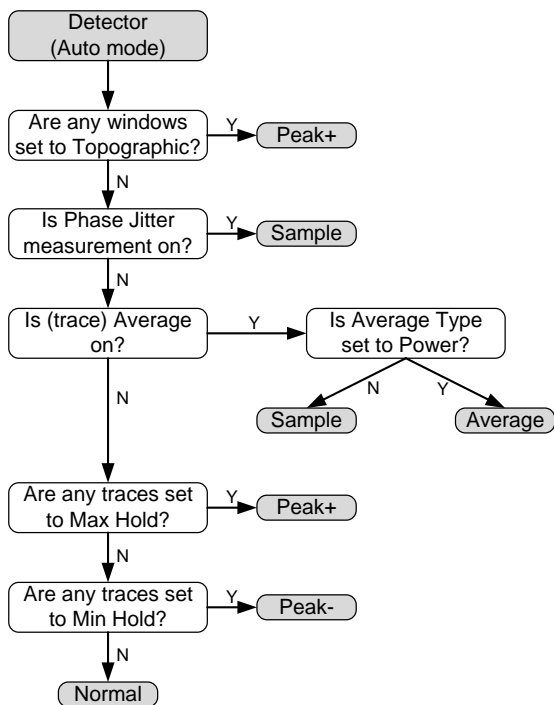 Detector
(Auto mode)
Are any windows
set to Topographic?
Y
Peak+
N
Is Phase Jitter
measurement on?
Y
Sample
N
Is (trace) Average
on?
Y
Is Average Type
set to Power?
N
N
Y
Sample
Average
Are any traces set
to Max Hold?
Y
Peak+
N
Are any traces set
to Min Hold?
Y
Peak-
N
Normal